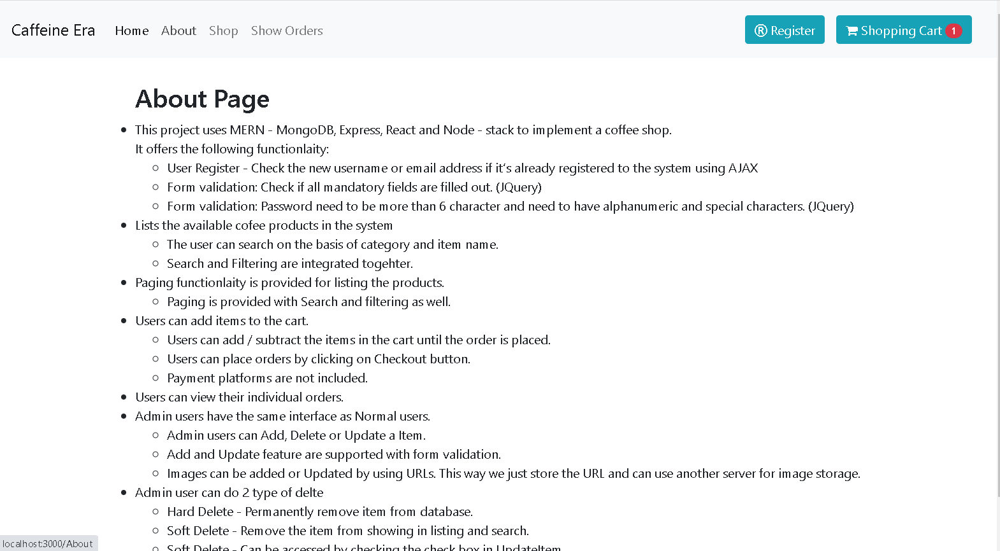 Caffeine Era Home About Shop Show Orders ® Register Shopping Cart 1
About Page
This project uses MERN - MongoDB, Express, React and Node - stack to implement a coffee shop.
It offers the following functionlaity:
User Register - Check the new username or email address if it's already registered to the system using AJAX
Form validation: Check if all mandatory fields are filled out. (JQuery)
Form validation: Password need to be more than 6 character and need to have alphanumeric and special characters. (JQuery)
Lists the available cofee products in the system
The user can search on the basis of category and item name.
Search and Filtering are integrated togehter.
Paging functionlaity is provided for listing the products.
Paging is provided with Search and filtering as well.
Users can add items to the cart.
Users can add / subtract the items in the cart until the order is placed.
Users can place orders by clicking on Checkout button.
Payment platforms are not included.
Users can view their individual orders.
Admin users have the same interface as Normal users.
Admin users can Add, Delete or Update a Item.
Add and Update feature are supported with form validation.
Images can be added or Updated by using URLs. This way we just store the URL and can use another server for image storage.
Admin user can do 2 type of delte
Hard Delete - Permanently remove item from database.
Soft Delete - Remove the item from showing in listing and search.
Soft Delete - Can be accessed by checking the check box in UpdateItem
localhost:3000/About